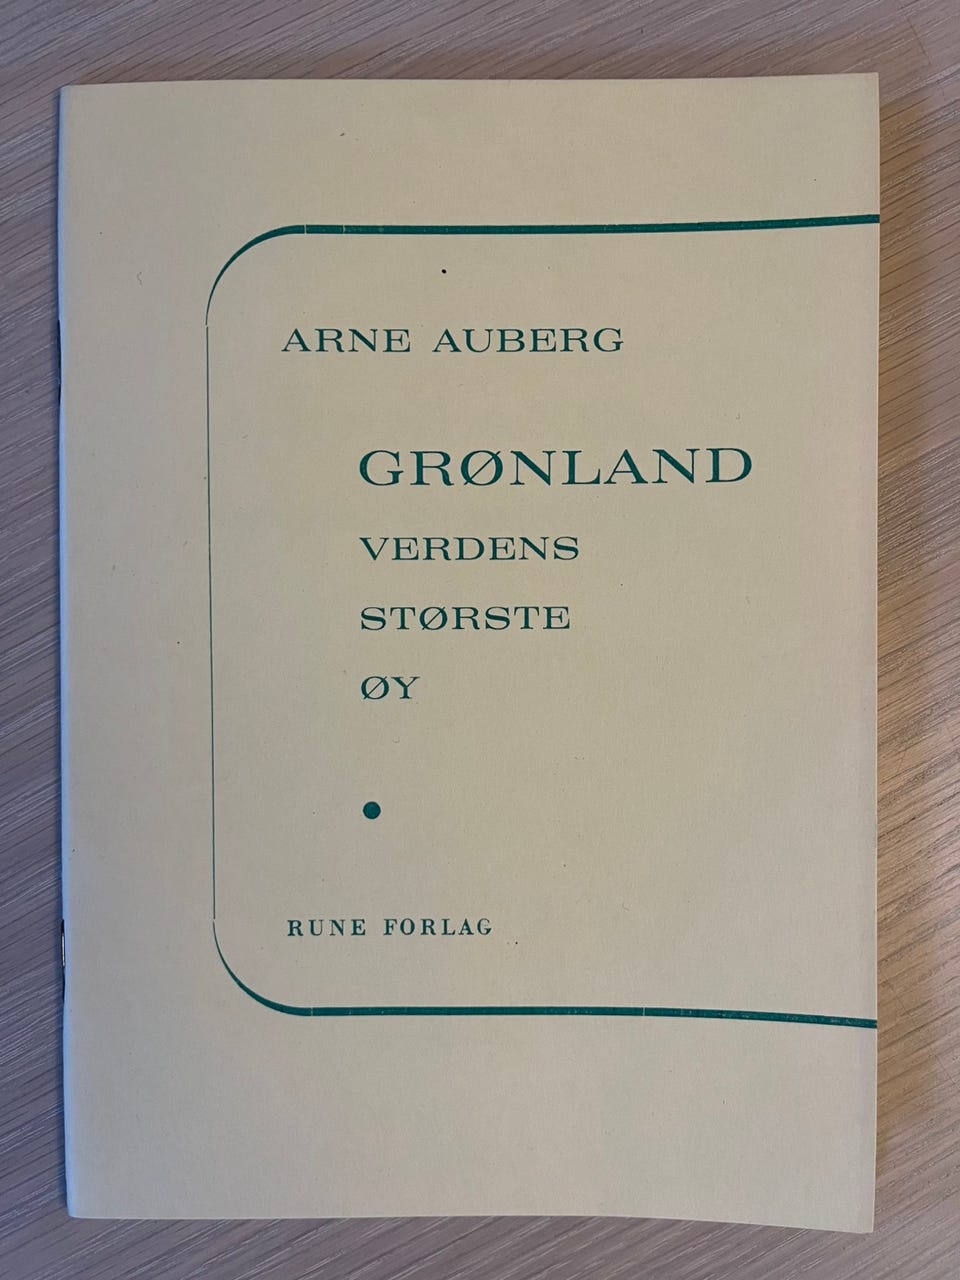 ARNE AUBERG
GRØNLAND
VERDENS
STØRSTE
ØY
RUNE FORLAG